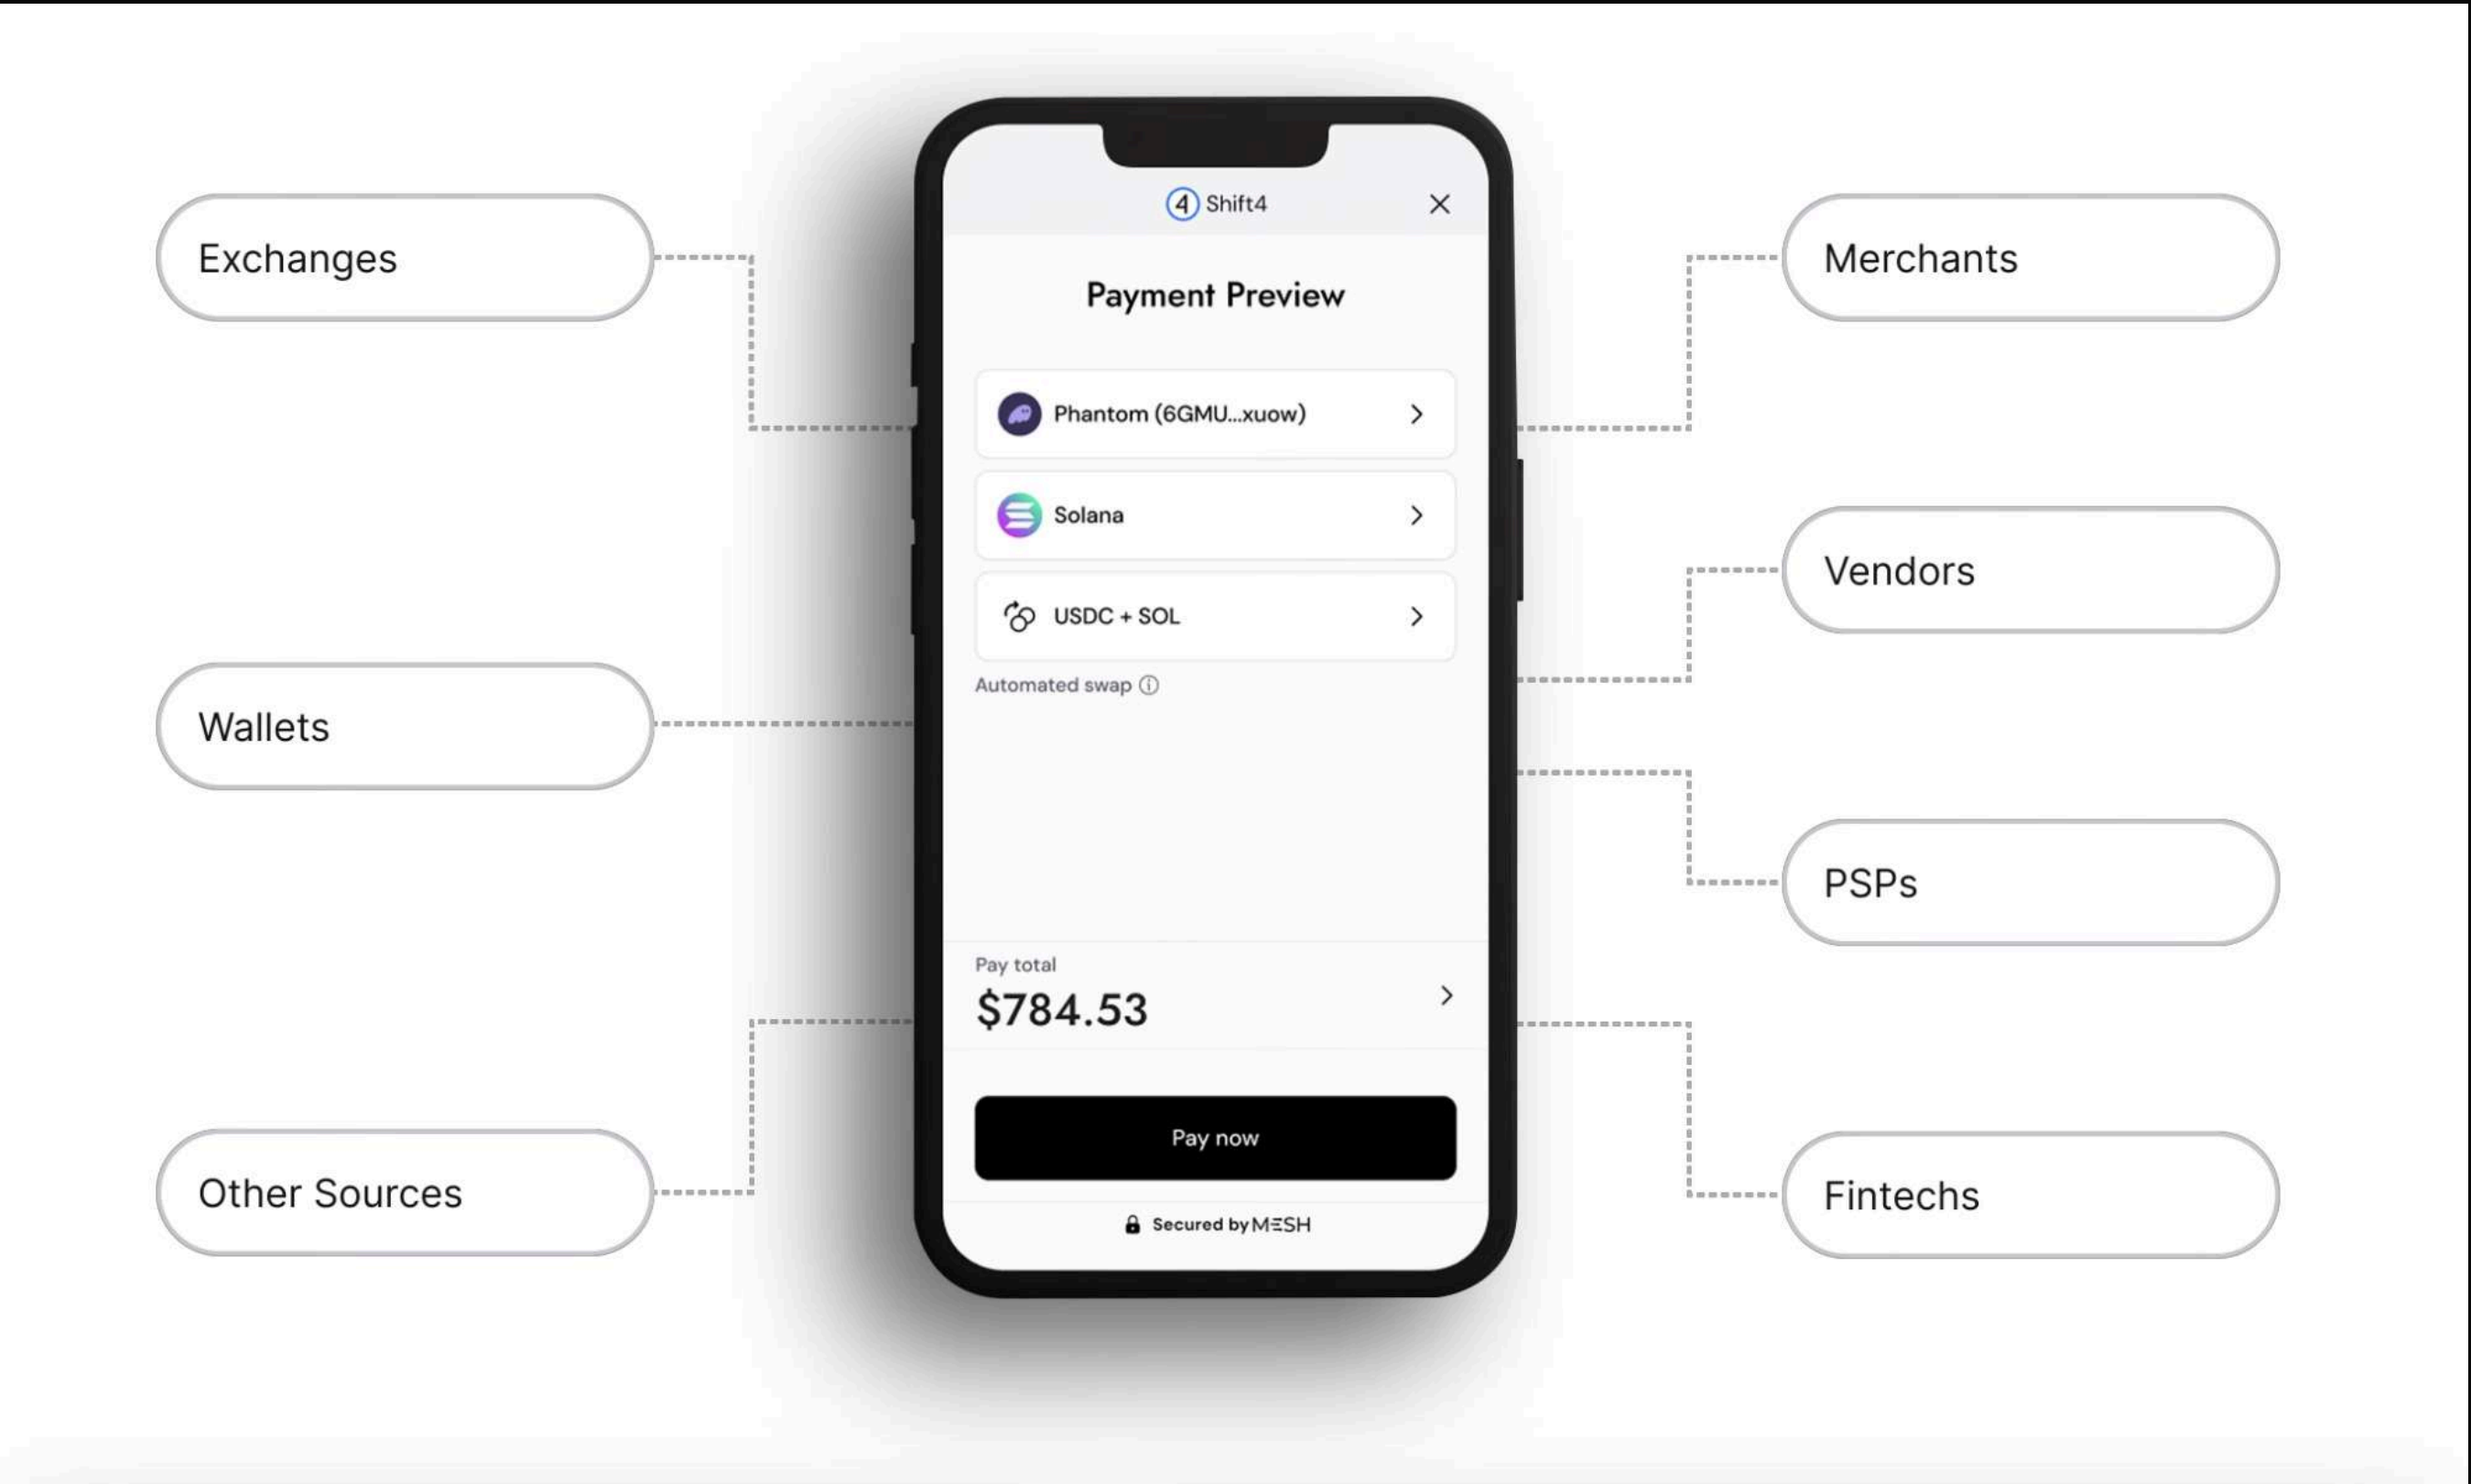 Exchanges
Wallets
Other Sources
4 Shift4
Payment Preview
Phantom (6GMU...xuow)
Solana
USDC + SOL
Automated swap
Pay total
$784.53
Pay now
Secured by MESH
Merchants
Vendors
PSPs
Fintechs